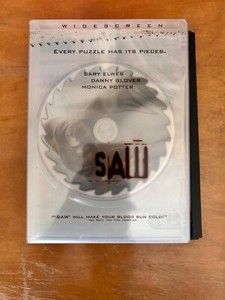 WIDESCREEN
EVERY PUZZLE HAS ITS PIECES.
CARY ELWES
DANNY GLOVER
MONICA POTTER
SAW
"'SAW' WILL MAKE YOUR BLOOD RUN COLD!"